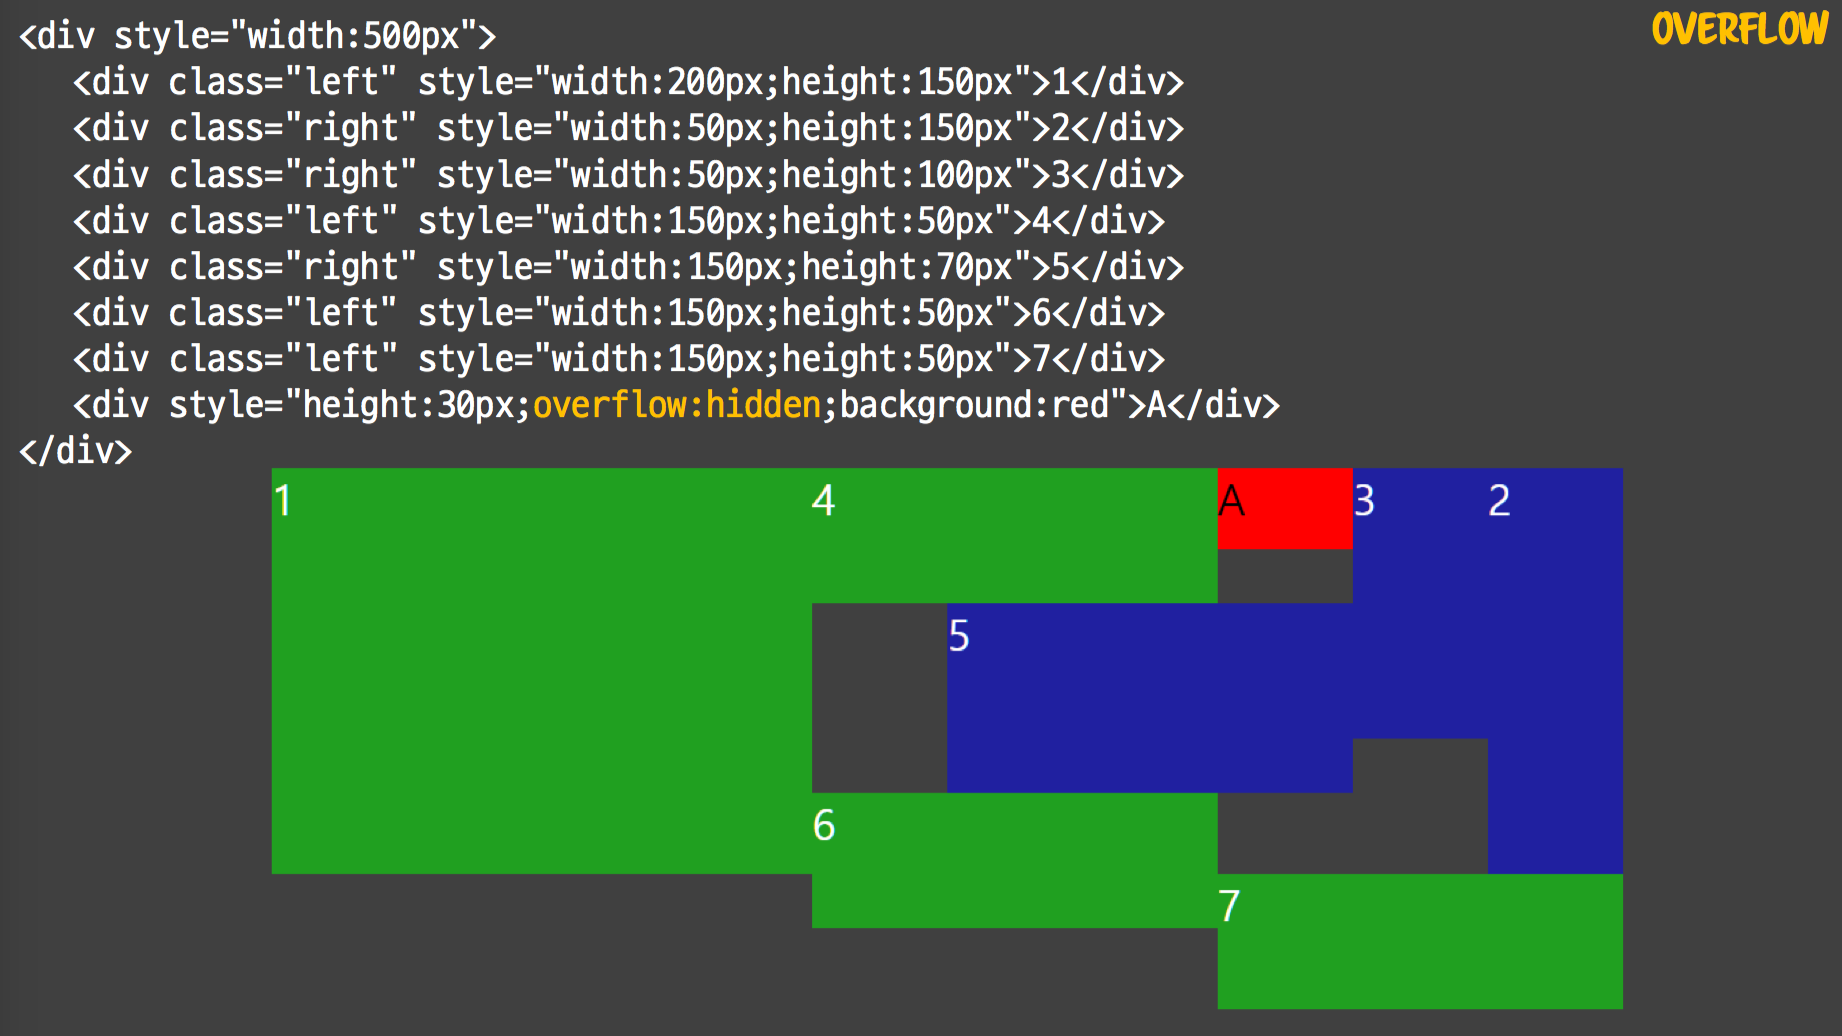 OVERFLOW
<div style="width:500px">
<div class="left" style="width:200px;height:150px">1</div>
<div class="right" style="width:50px;height:150px">2</div>
<div class="right" style="width:50px;height:100px">3</div>
<div class="left" style="width:150px;height:50px">4</div>
<div class="right" style="width:150px;height:70px">5</div>
<div class="left" style="width:150px;height:50px">6</div>
<div class="left" style="width:150px;height:50px">7</div>
<div style="height:30px;overflow:hidden;background:red">A</div>
</div>
1 4 A 3 2
5
6
7